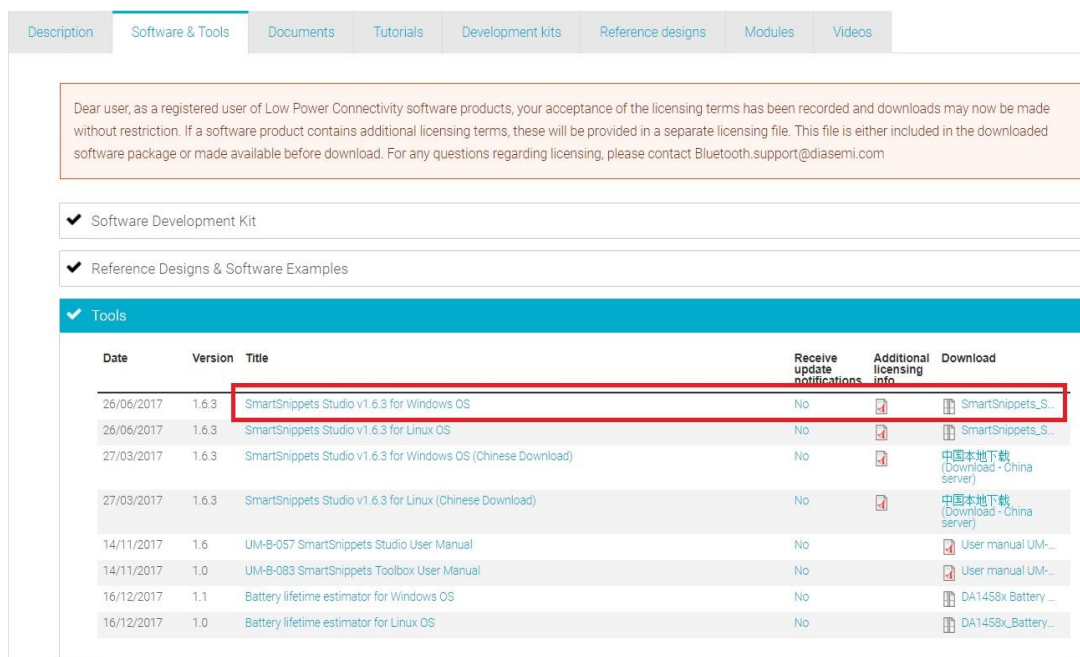 Description Software & Tools Documents Tutorials Development kits Reference designs Modules Videos
Dear user, as a registered user of Low Power Connectivity software products, your acceptance of the licensing terms has been recorded and downloads may now be made
without restriction. If a software product contains additional licensing terms, these will be provided in a separate licensing file. This file is either included in the downloaded
software package or made available before download. For any questions regarding licensing, please contact Bluetooth.support@diasemi.com
Software Development Kit
Reference Designs & Software Examples
Tools
Date Version Title Receive update notifications Additional licensing info Download
26/06/2017 1.6.3 SmartSnippets Studio v1.6.3 for Windows OS No SmartSnippets_S...
26/06/2017 1.6.3 SmartSnippets Studio v1.6.3 for Linux OS No SmartSnippets_S...
27/03/2017 1.6.3 SmartSnippets Studio v1.6.3 for Windows OS (Chinese Download) No 中国本地下载
(Download - China
server)
27/03/2017 1.6.3 SmartSnippets Studio v1.6.3 for Linux (Chinese Download) No 中国本地下载
(Download - China
server)
14/11/2017 1.6 UM-B-057 SmartSnippets Studio User Manual No User manual UM-...
14/11/2017 1.0 UM-B-083 SmartSnippets Toolbox User Manual No User manual UM-...
16/12/2017 1.1 Battery lifetime estimator for Windows OS No DA1458x Battery ...
16/12/2017 1.0 Battery lifetime estimator for Linux OS No DA1458x_Battery...